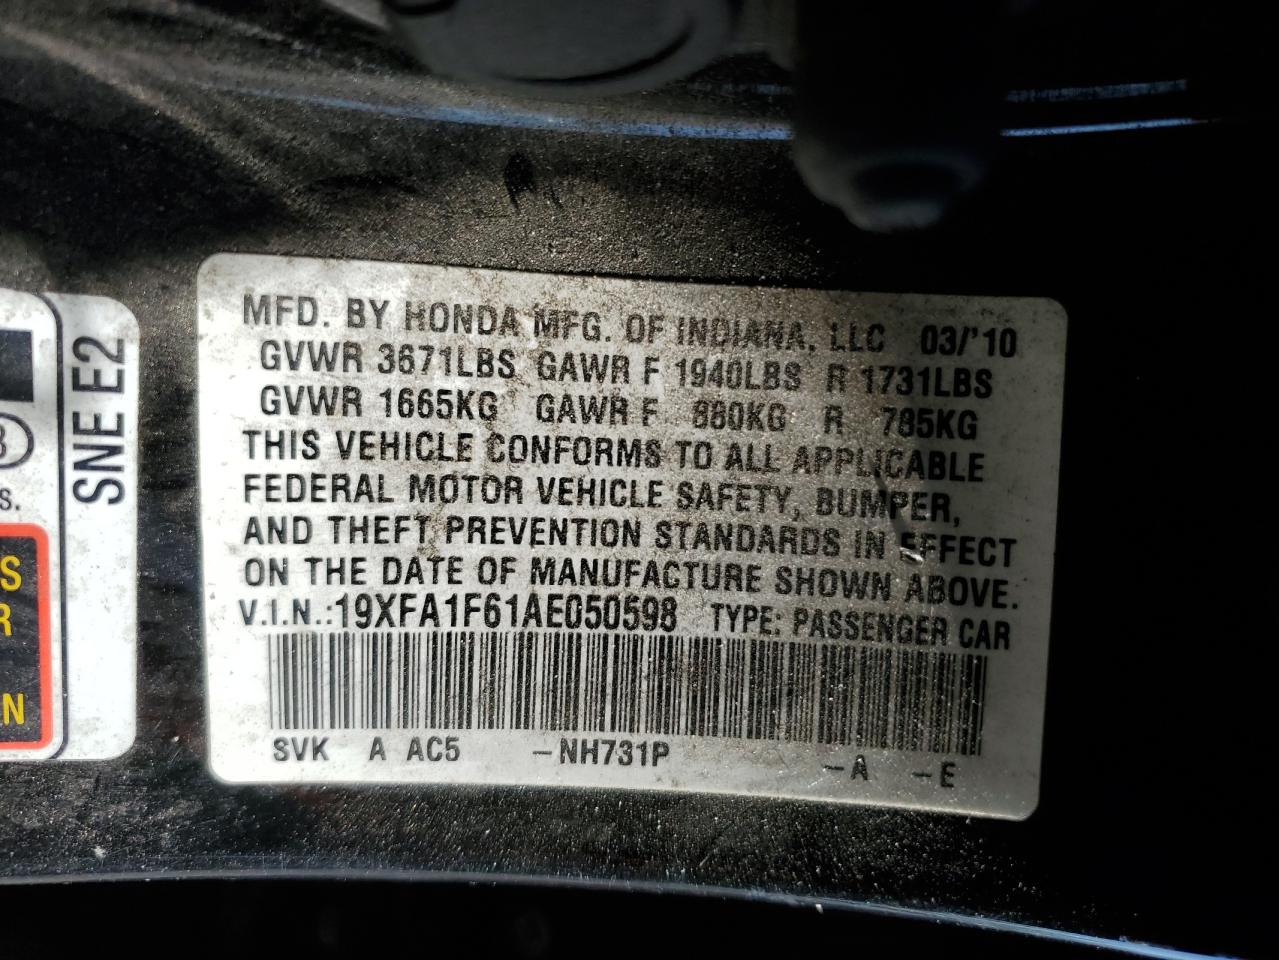 MFD. BY HONDA MFG. OF INDIANA, LLC 03/'10
GVWR 3671LBS GAWR F 1940LBS R 1731LBS
GVWR 1665KG GAWR F 880KG R 785KG
THIS VEHICLE CONFORMS TO ALL APPLICABLE
FEDERAL MOTOR VEHICLE SAFETY, BUMPER,
AND THEFT PREVENTION STANDARDS IN EFFECT
ON THE DATE OF MANUFACTURE SHOWN ABOVE.
V.I.N.:19XFA1F61AE050598 TYPE: PASSENGER CAR
SVK A AC5 -NH731P -A -E
SNE E2
S.
S
R
N